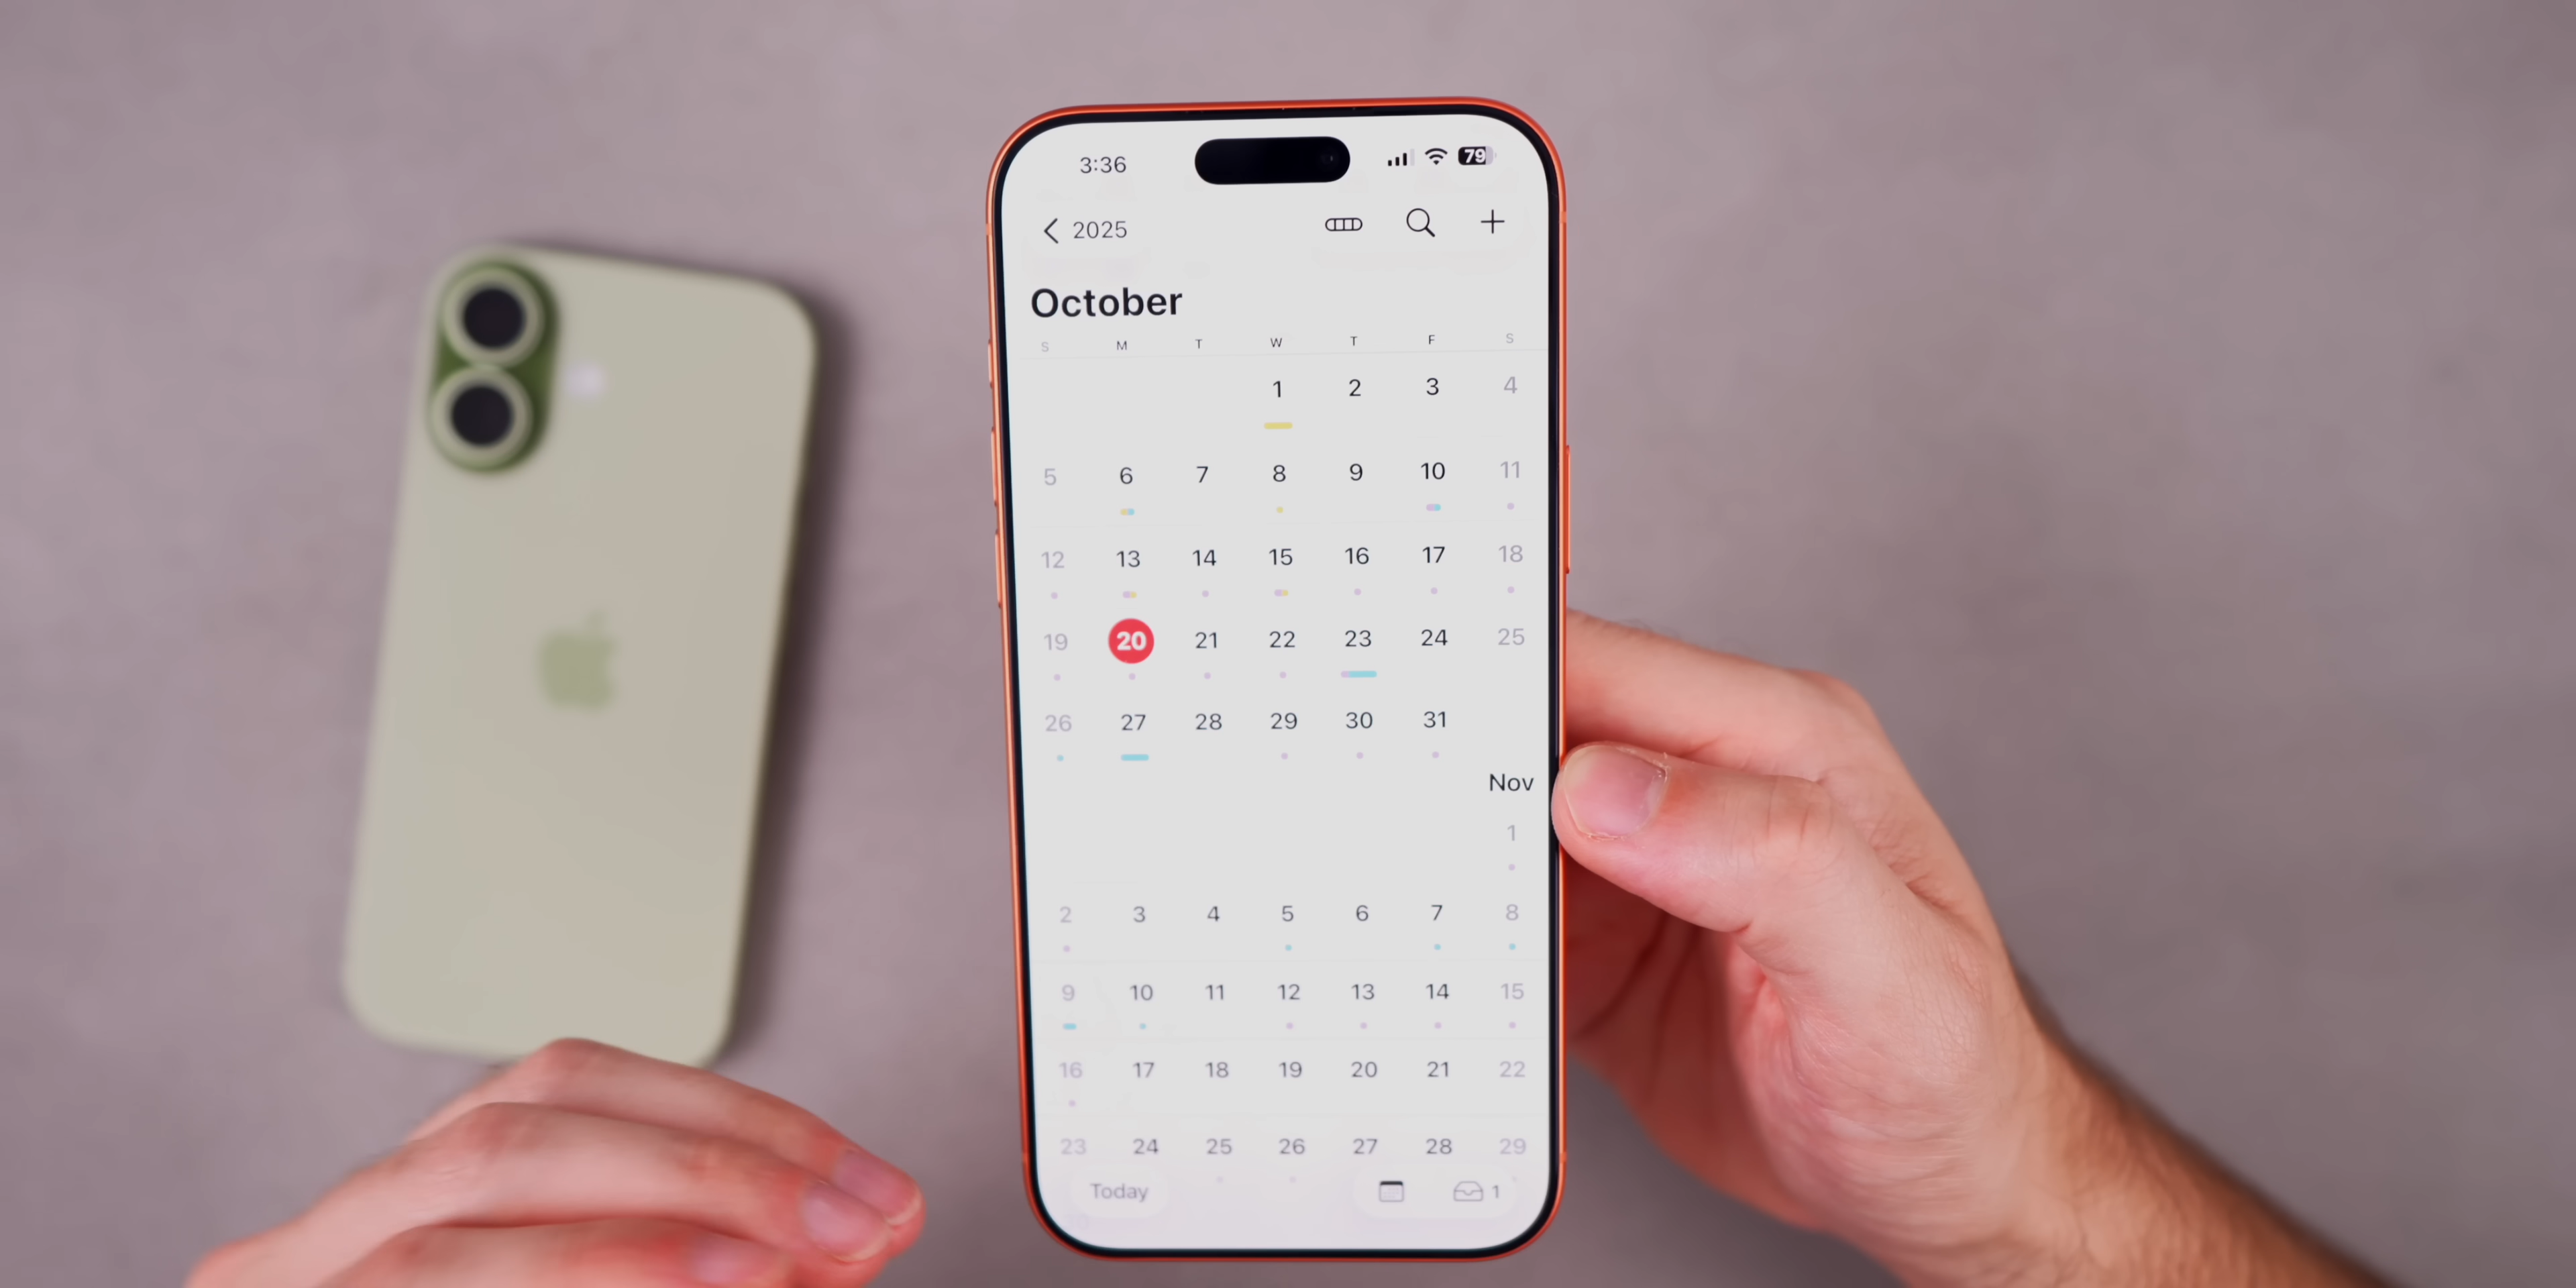 3:36 79
2025
October
S M T W T F S
1 2 3 4
5 6 7 8 9 10 11
12 13 14 15 16 17 18
19 20 21 22 23 24 25
26 27 28 29 30 31
Nov
1
2 3 4 5 6 7 8
9 10 11 12 13 14 15
16 17 18 19 20 21 22
23 24 25 26 27 28 29
Today 1